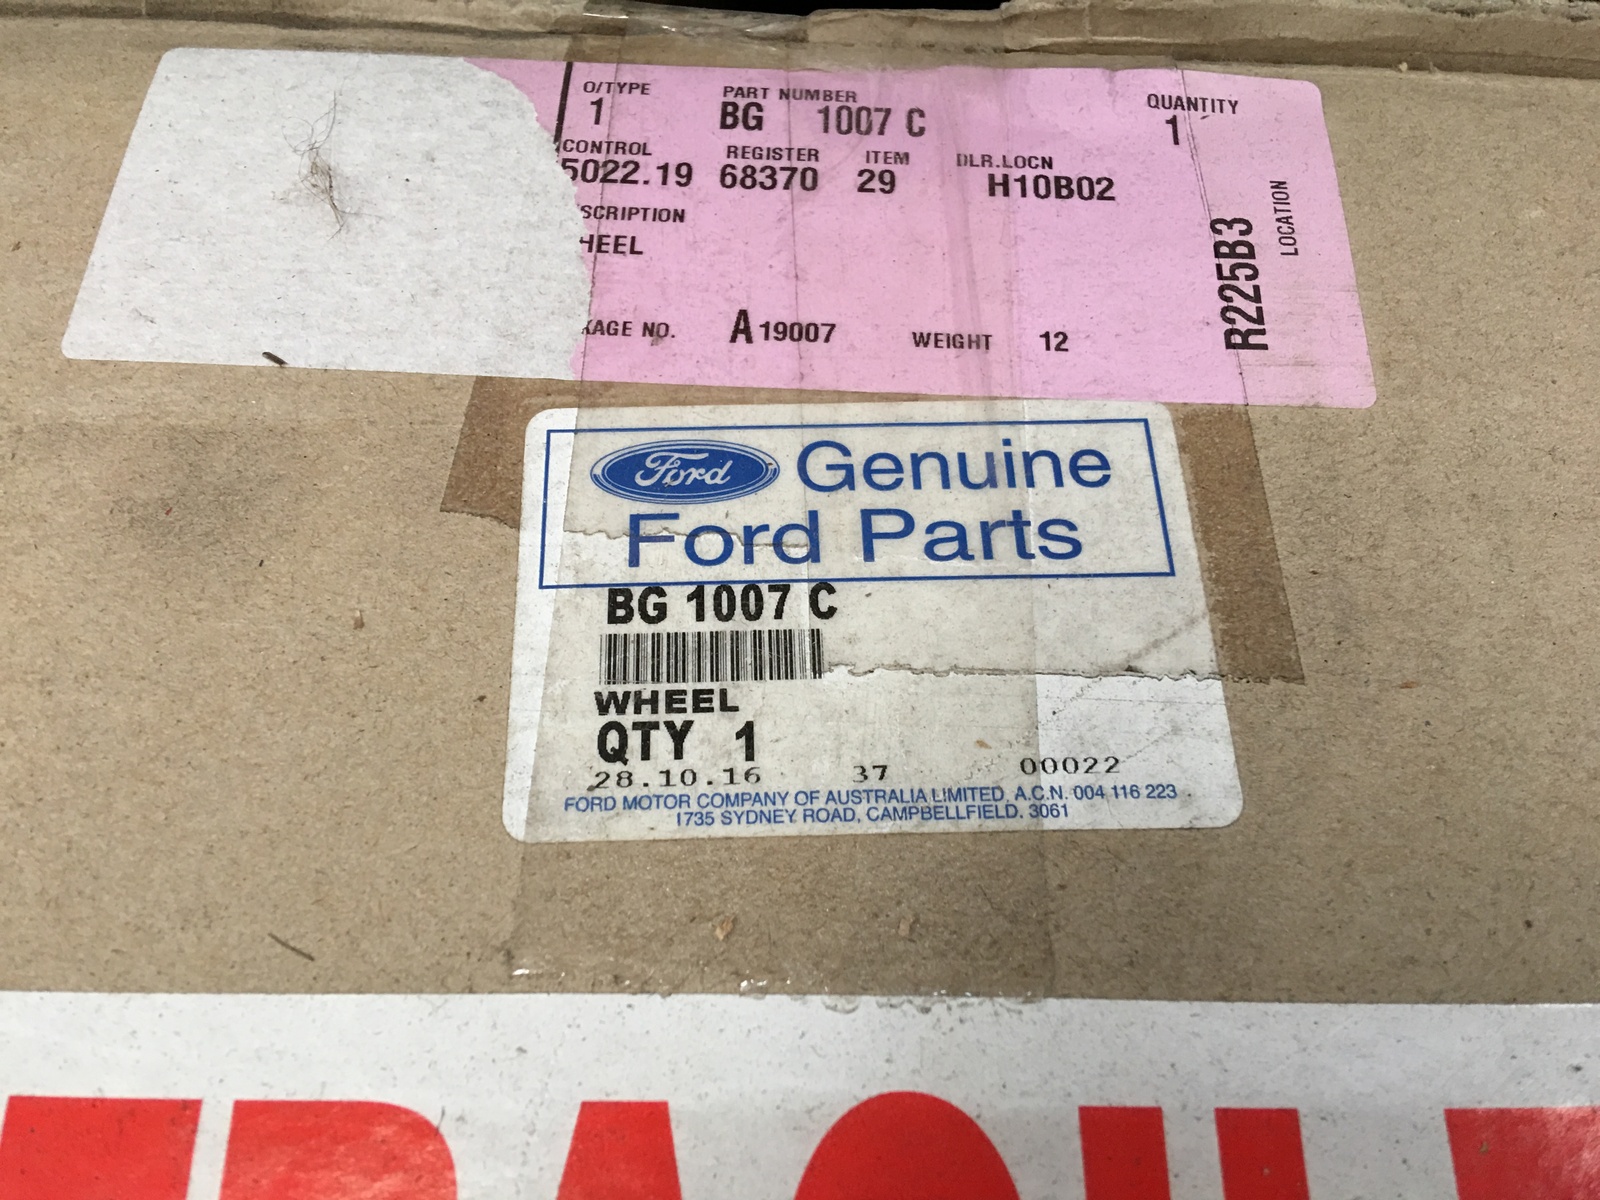 O/TYPE PART NUMBER QUANTITY
1 BG 1007 C 1
CONTROL REGISTER ITEM DLR.LOCN
5022.19 68370 29 H10B02
SCRIPTION
HEEL
KAGE NO. A 19007 WEIGHT 12
R225B3
LOCATION
Ford Genuine
Ford Parts
BG 1007 C
WHEEL
QTY 1
28.10.16 37 00022
FORD MOTOR COMPANY OF AUSTRALIA LIMITED, A.C.N. 004 116 223
1735 SYDNEY ROAD, CAMPBELLFIELD. 3061